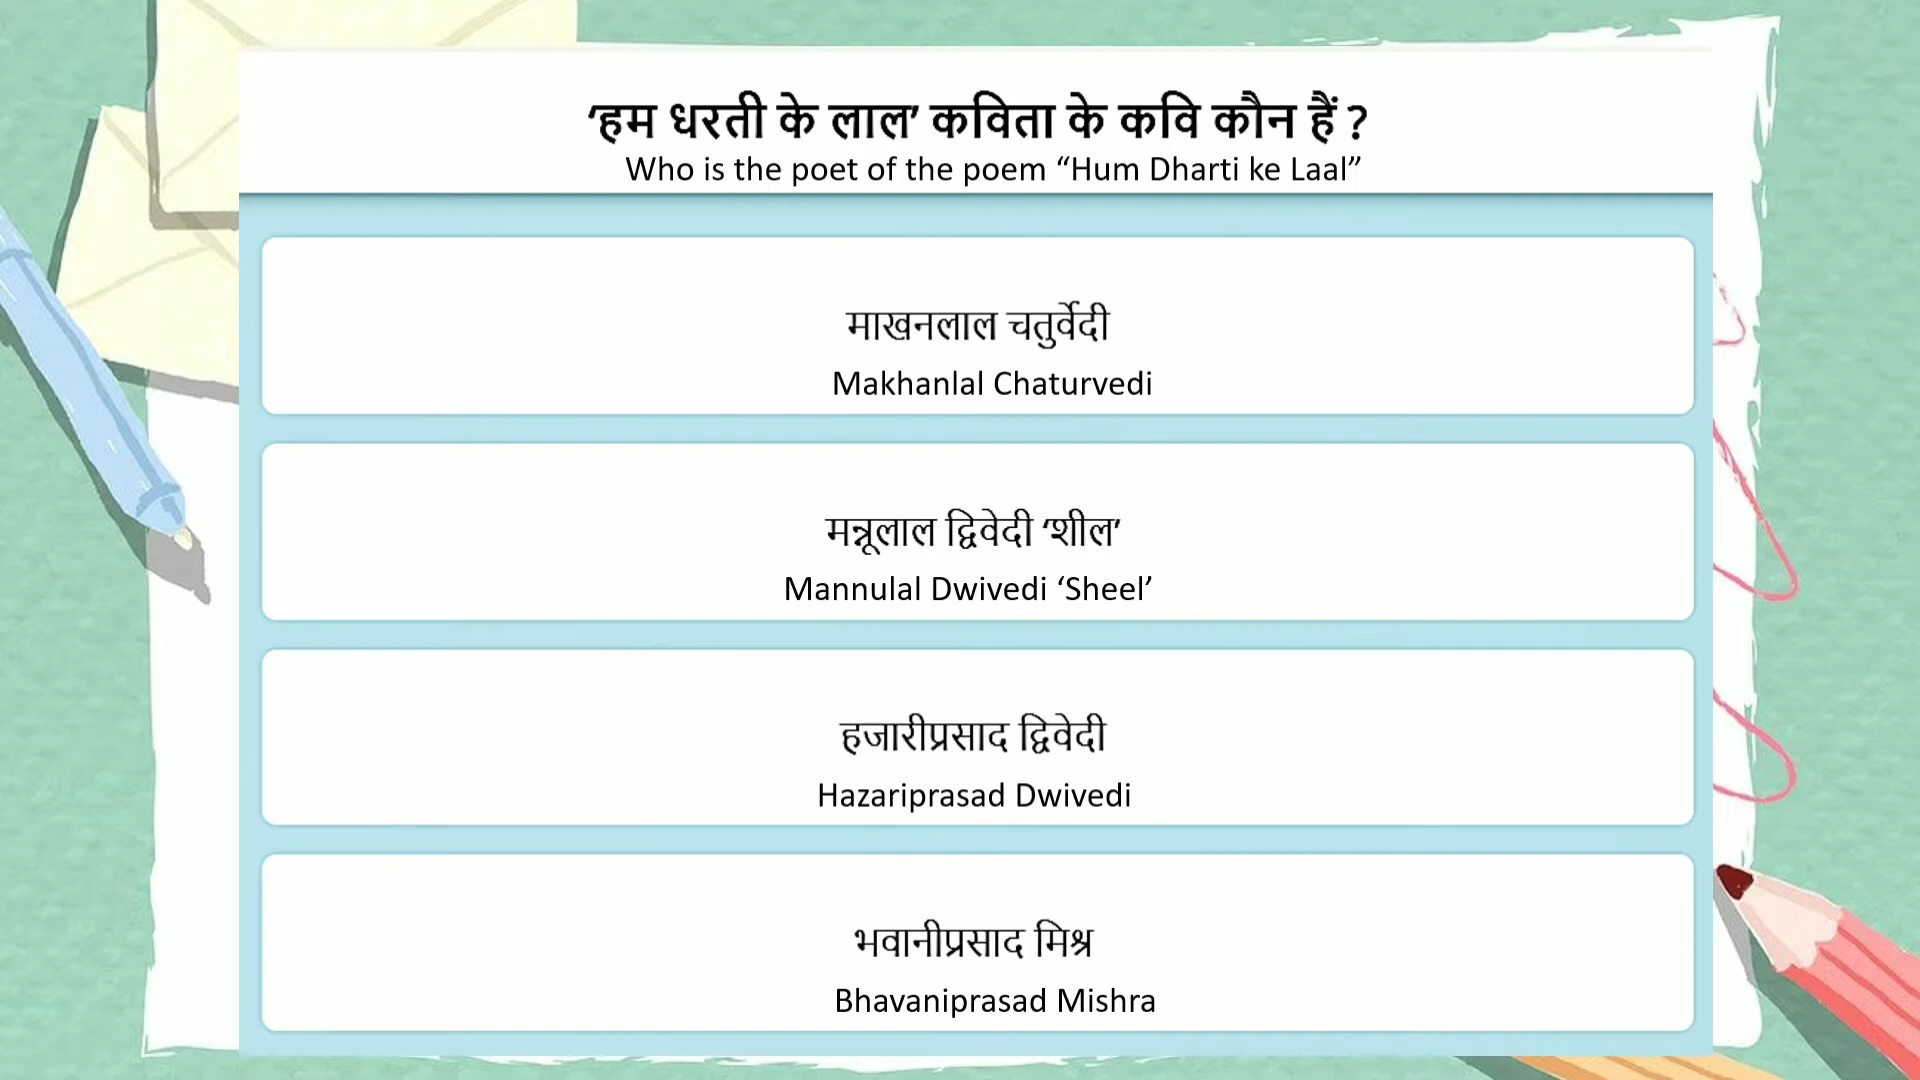 ‘हम धरती के लाल’ कविता के कवि कौन हैं ?
Who is the poet of the poem “Hum Dharti ke Laal”
माखनलाल चतुर्वेदी
Makhanlal Chaturvedi
मन्नूलाल द्विवेदी ‘शील’
Mannulal Dwivedi ‘Sheel’
हजारीप्रसाद द्विवेदी
Hazariprasad Dwivedi
भवानीप्रसाद मिश्र
Bhavaniprasad Mishra